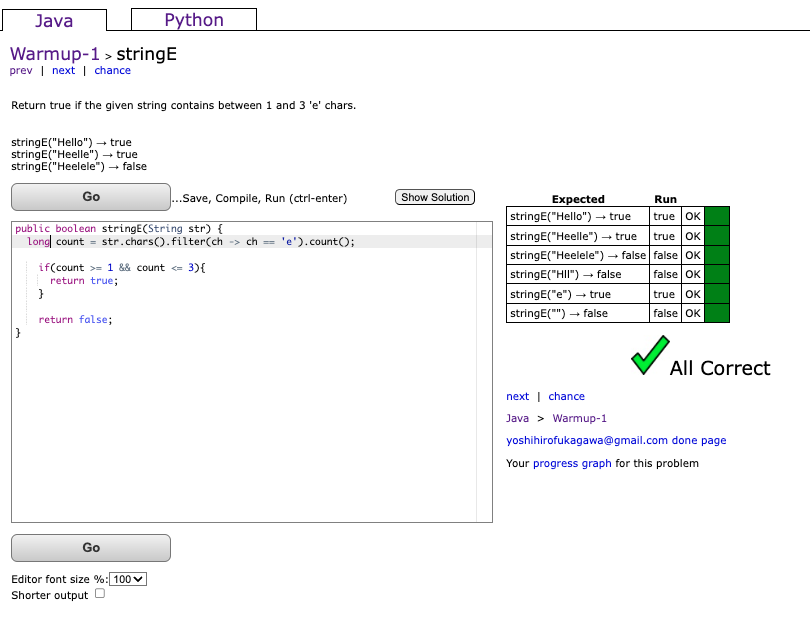 Java Python
Warmup-1 > stringE
prev | next | chance
Return true if the given string contains between 1 and 3 'e' chars.
stringE("Hello") → true
stringE("Heelle") → true
stringE("Heelele") → false
Go ...Save, Compile, Run (ctrl-enter) Show Solution
public boolean stringE(String str) {
long count = str.chars().filter(ch -> ch == 'e').count();
if(count >= 1 && count <= 3){
return true;
}
return false;
}
Go
Editor font size %: 100
Shorter output
Expected Run
stringE("Hello") → true true OK
stringE("Heelle") → true true OK
stringE("Heelele") → false false OK
stringE("Hll") → false false OK
stringE("e") → true true OK
stringE("") → false false OK
All Correct
next | chance
Java > Warmup-1
yoshihirofukagawa@gmail.com done page
Your progress graph for this problem